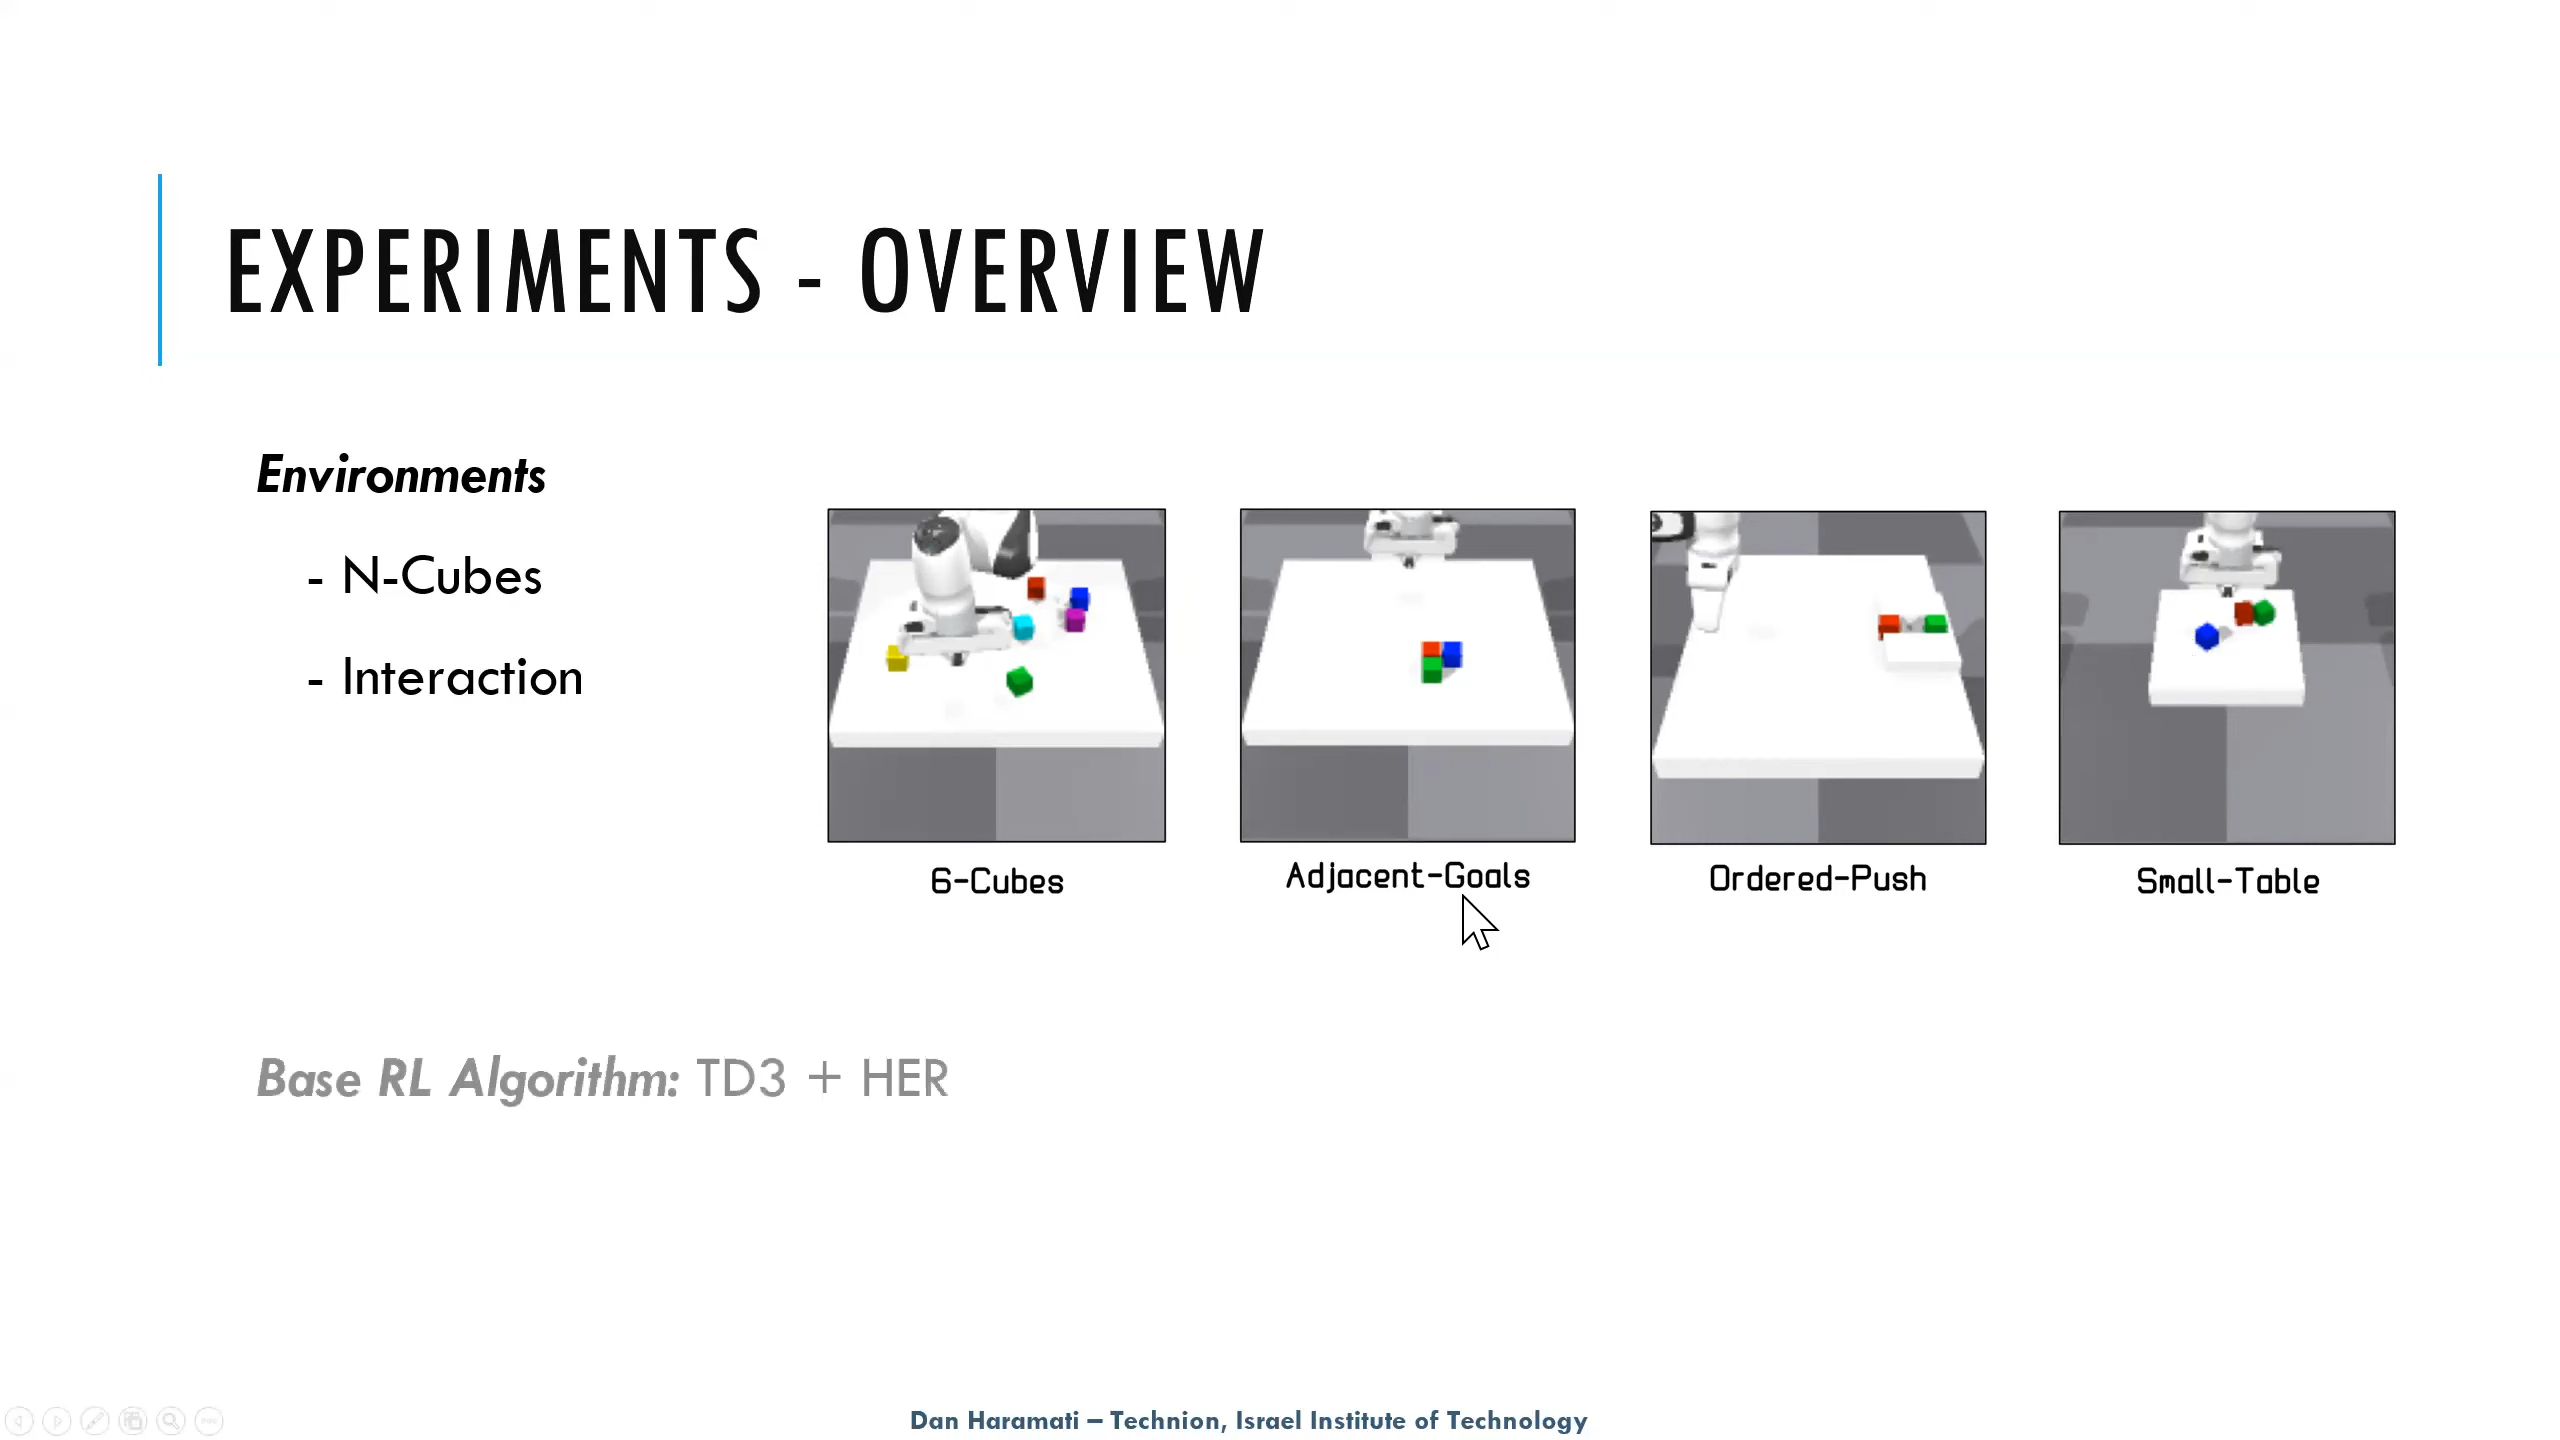 EXPERIMENTS - OVERVIEW
Environments
- N-Cubes
- Interaction
6-Cubes
Adjacent-Goals
Ordered-Push
Small-Table
Base RL Algorithm: TD3 + HER
Dan Haramati – Technion, Israel Institute of Technology